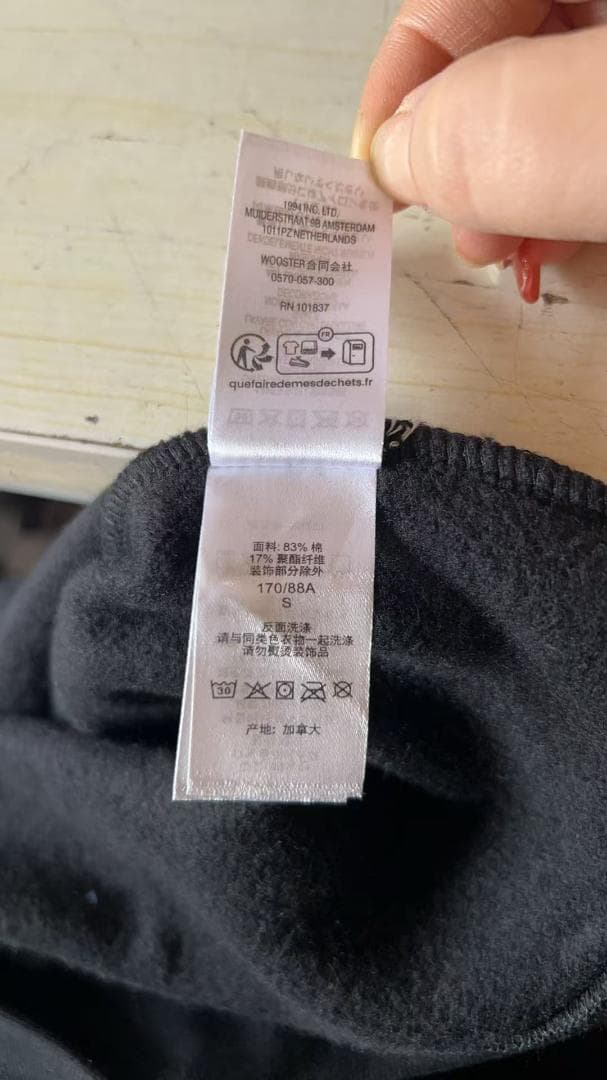 1994 INC. LTD,
MUIDERSTRAAT 9B AMSTERDAM
1011PZ NETHERLANDS
WOOSTER合同会社
0570-057-300
RN 101837
FR
quefairedemesdechets.fr
面料: 83% 棉
17% 聚酯纤维
装饰部分除外
170/88A
S
反面洗涤
请与同类色衣物一起洗涤
请勿熨烫装饰品
30
产地: 加拿大